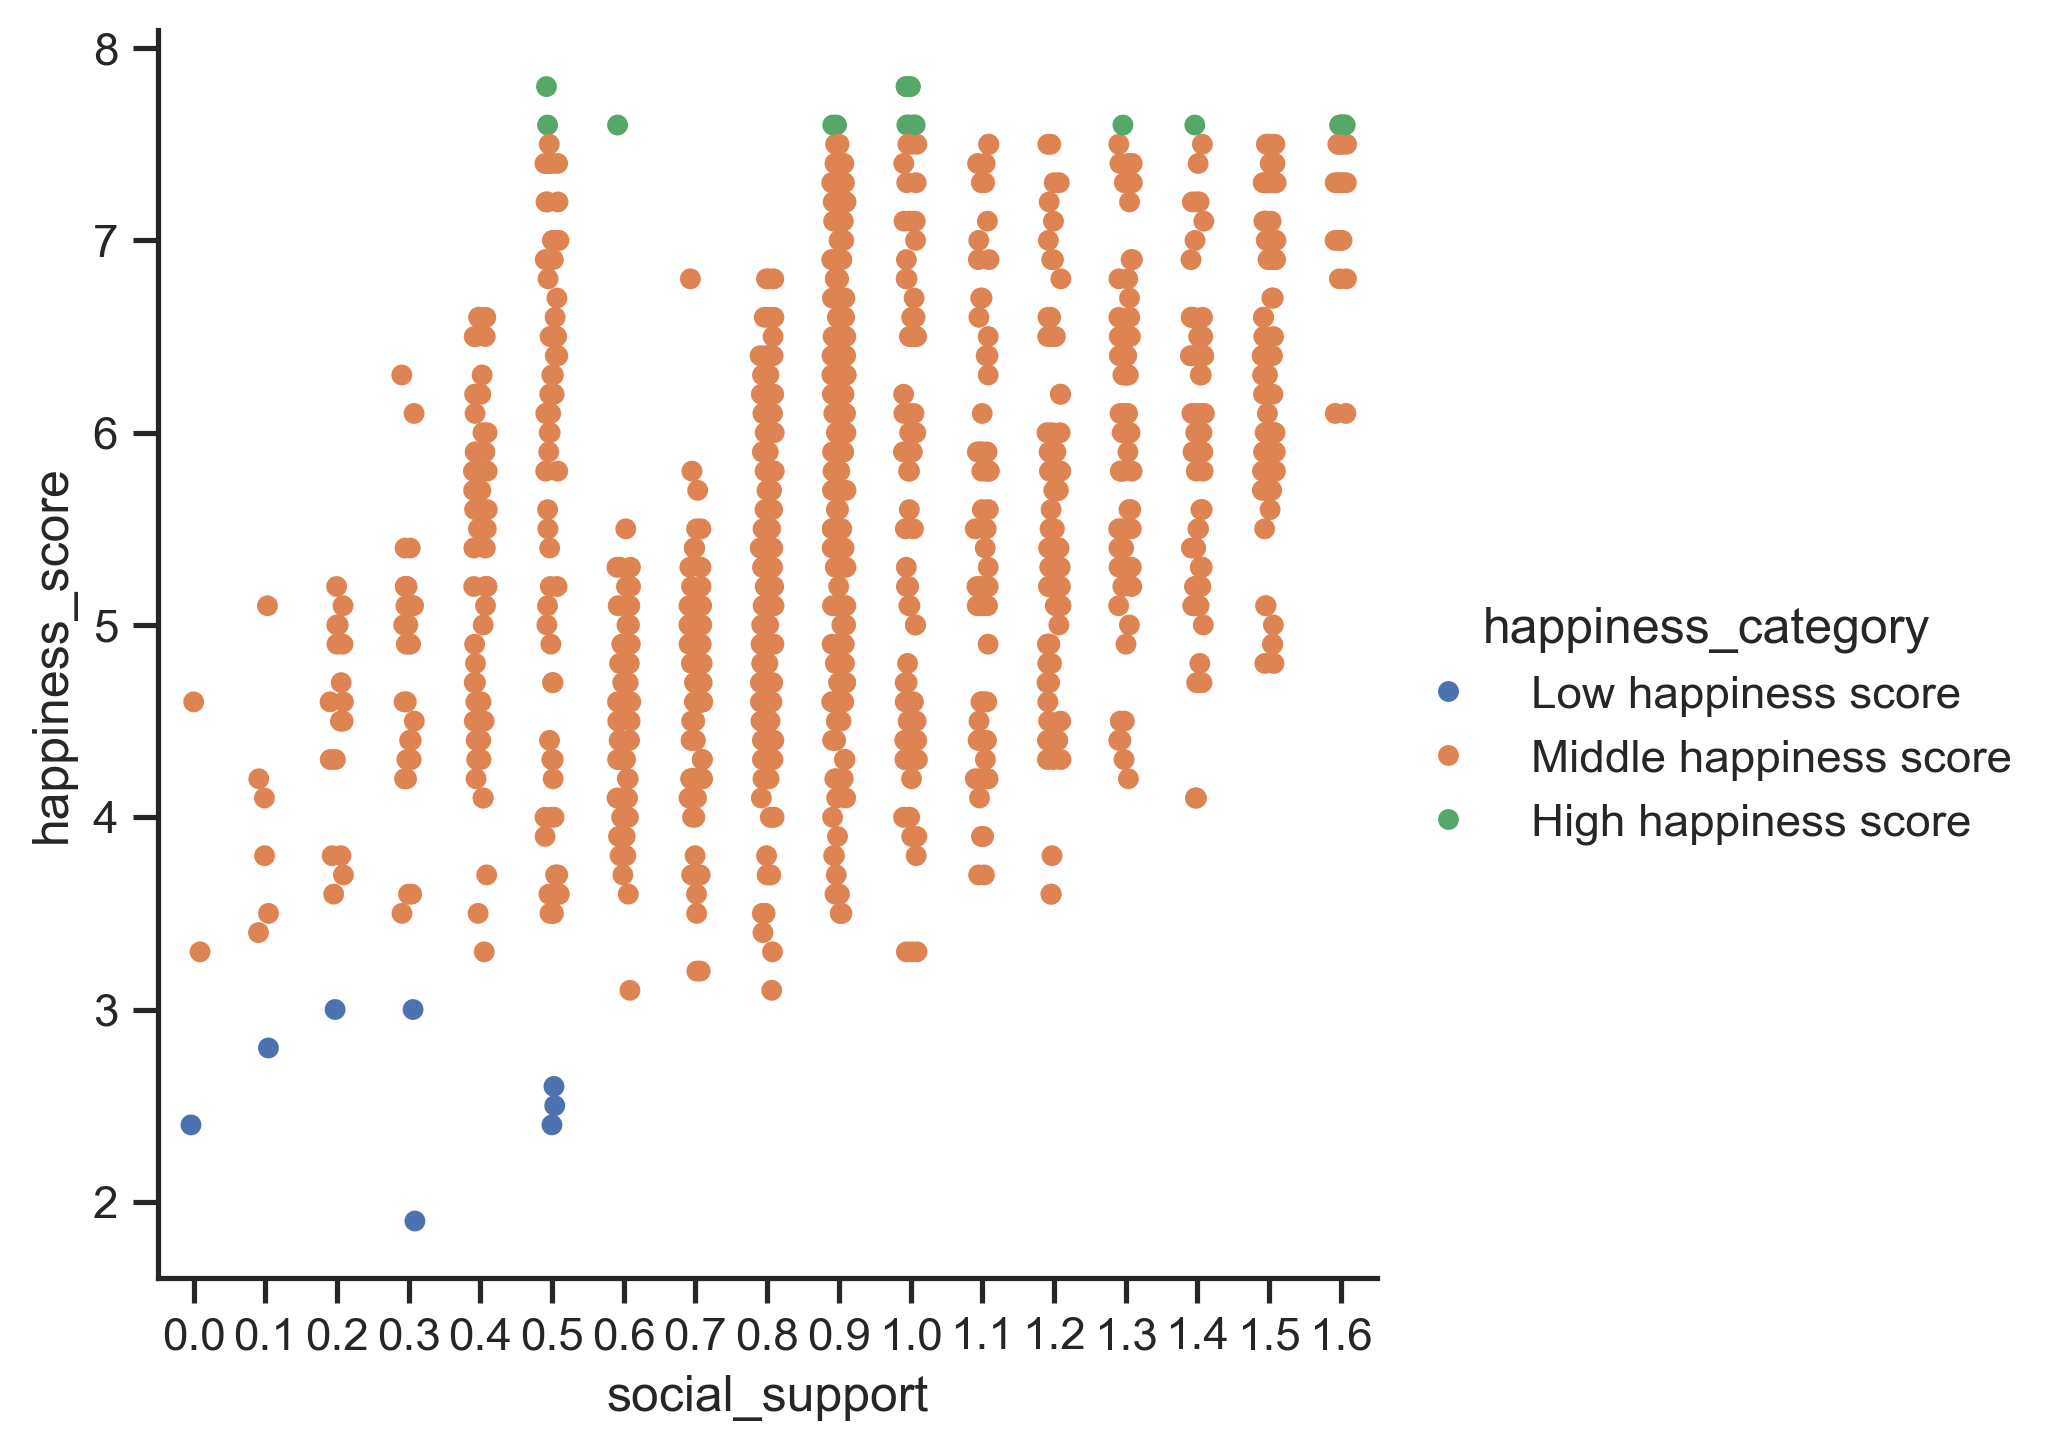 8
7
6
5
4
3
2
happiness_score
0.0 0.1 0.2 0.3 0.4 0.5 0.6 0.7 0.8 0.9 1.0 1.1 1.2 1.3 1.4 1.5 1.6
social_support
happiness_category
Low happiness score
Middle happiness score
High happiness score